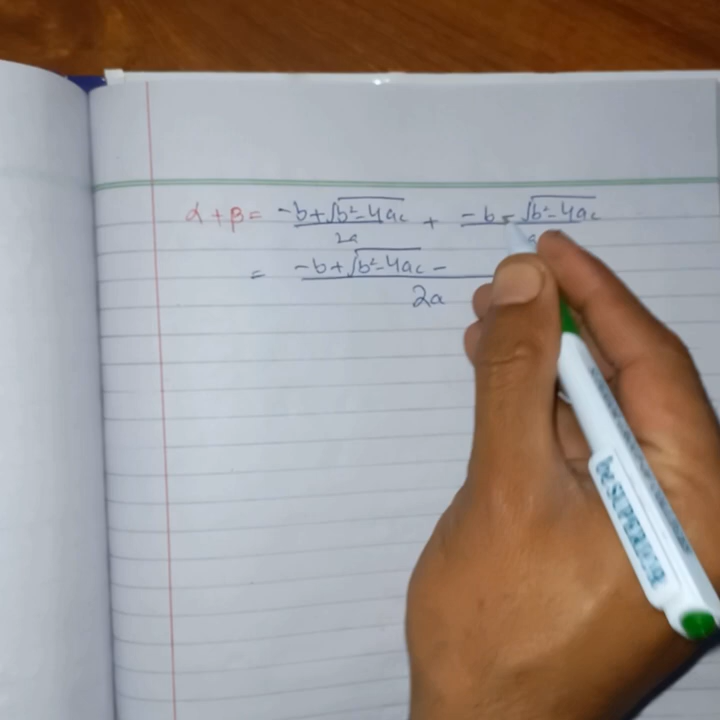 α + β = -b+√b²-4ac / 2a + -b-√b²-4ac
= -b+√b²-4ac - / 2a